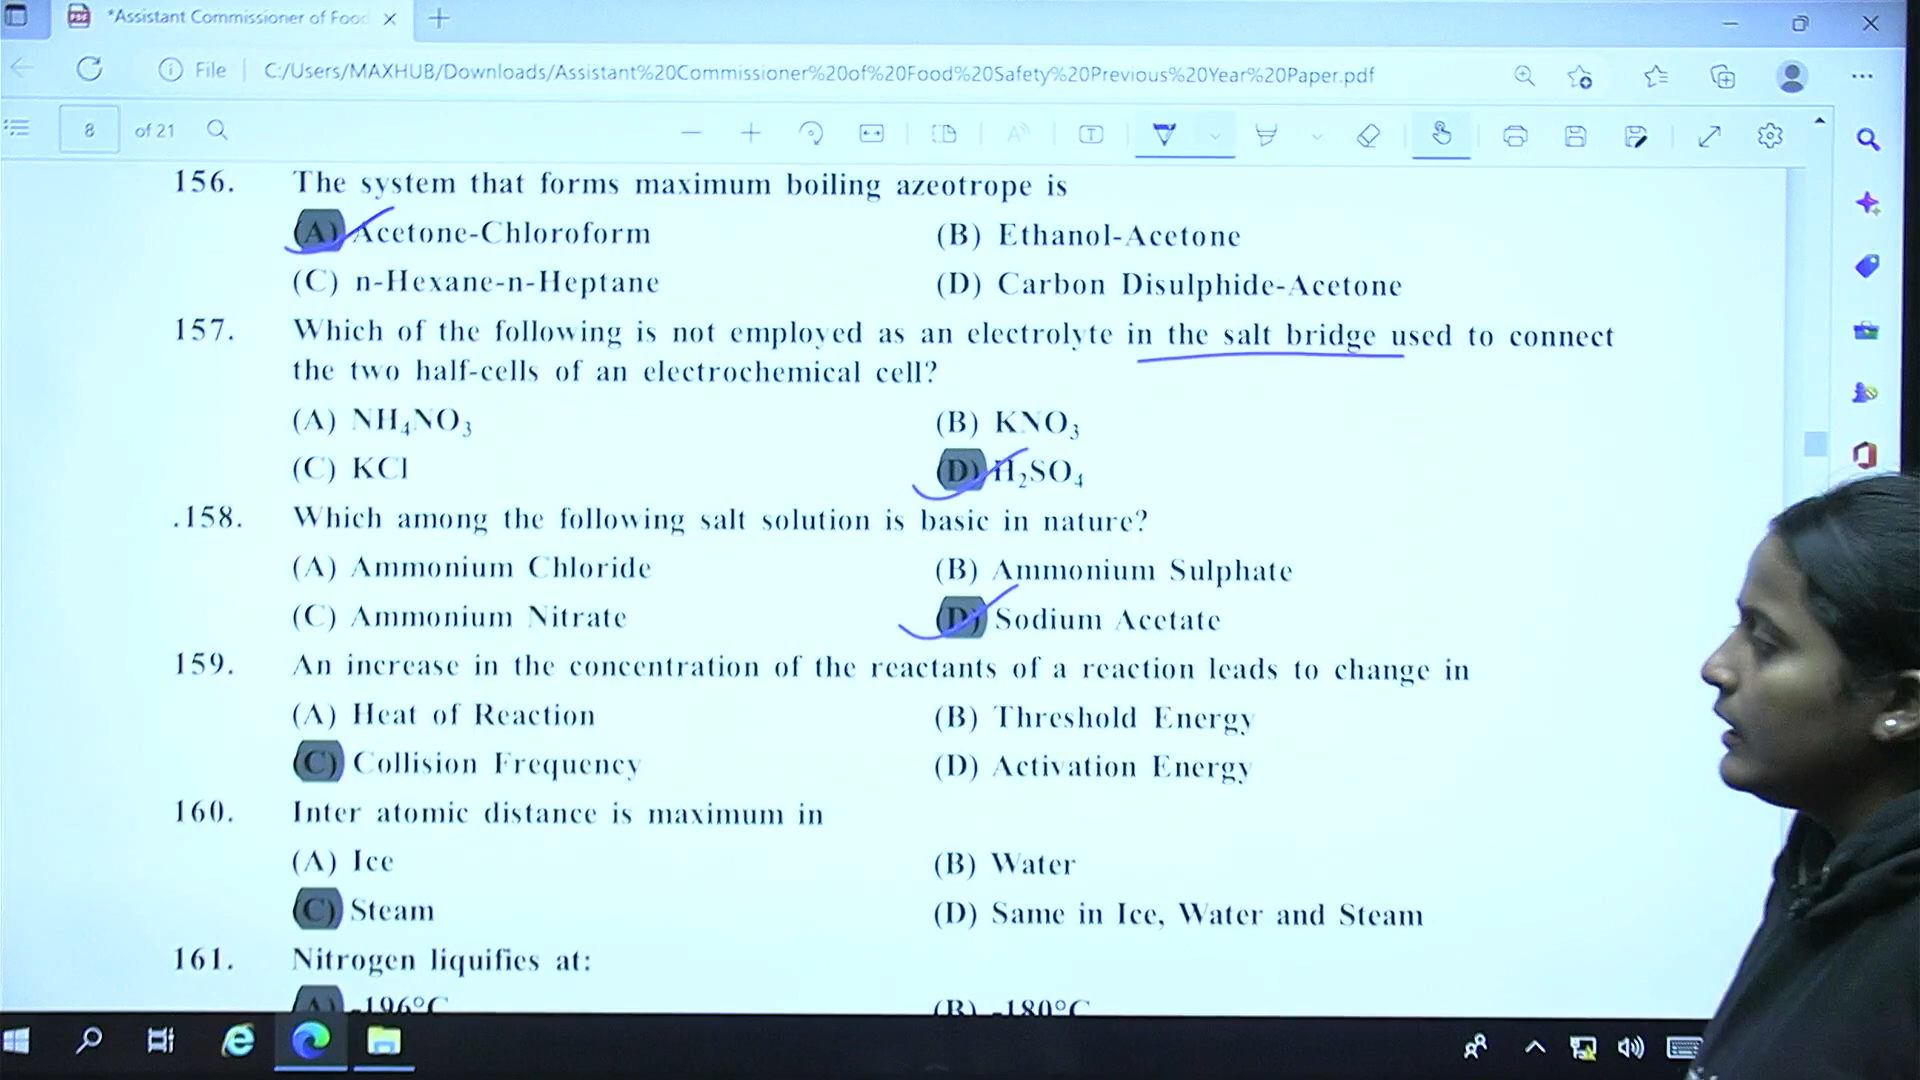 *Assistant Commissioner of Food
File C:/Users/MAXHUB/Downloads/Assistant%20Commissioner%20of%20Food%20Safety%20Previous%20Year%20Paper.pdf
8 of 21
156. The system that forms maximum boiling azeotrope is
(A) Acetone-Chloroform (B) Ethanol-Acetone
(C) n-Hexane-n-Heptane (D) Carbon Disulphide-Acetone
157. Which of the following is not employed as an electrolyte in the salt bridge used to connect
the two half-cells of an electrochemical cell?
(A) NH₄NO₃ (B) KNO₃
(C) KCl (D) H₂SO₄
.158. Which among the following salt solution is basic in nature?
(A) Ammonium Chloride (B) Ammonium Sulphate
(C) Ammonium Nitrate (D) Sodium Acetate
159. An increase in the concentration of the reactants of a reaction leads to change in
(A) Heat of Reaction (B) Threshold Energy
(C) Collision Frequency (D) Activation Energy
160. Inter atomic distance is maximum in
(A) Ice (B) Water
(C) Steam (D) Same in Ice, Water and Steam
161. Nitrogen liquifies at:
(A) -196°C (B) -180°C